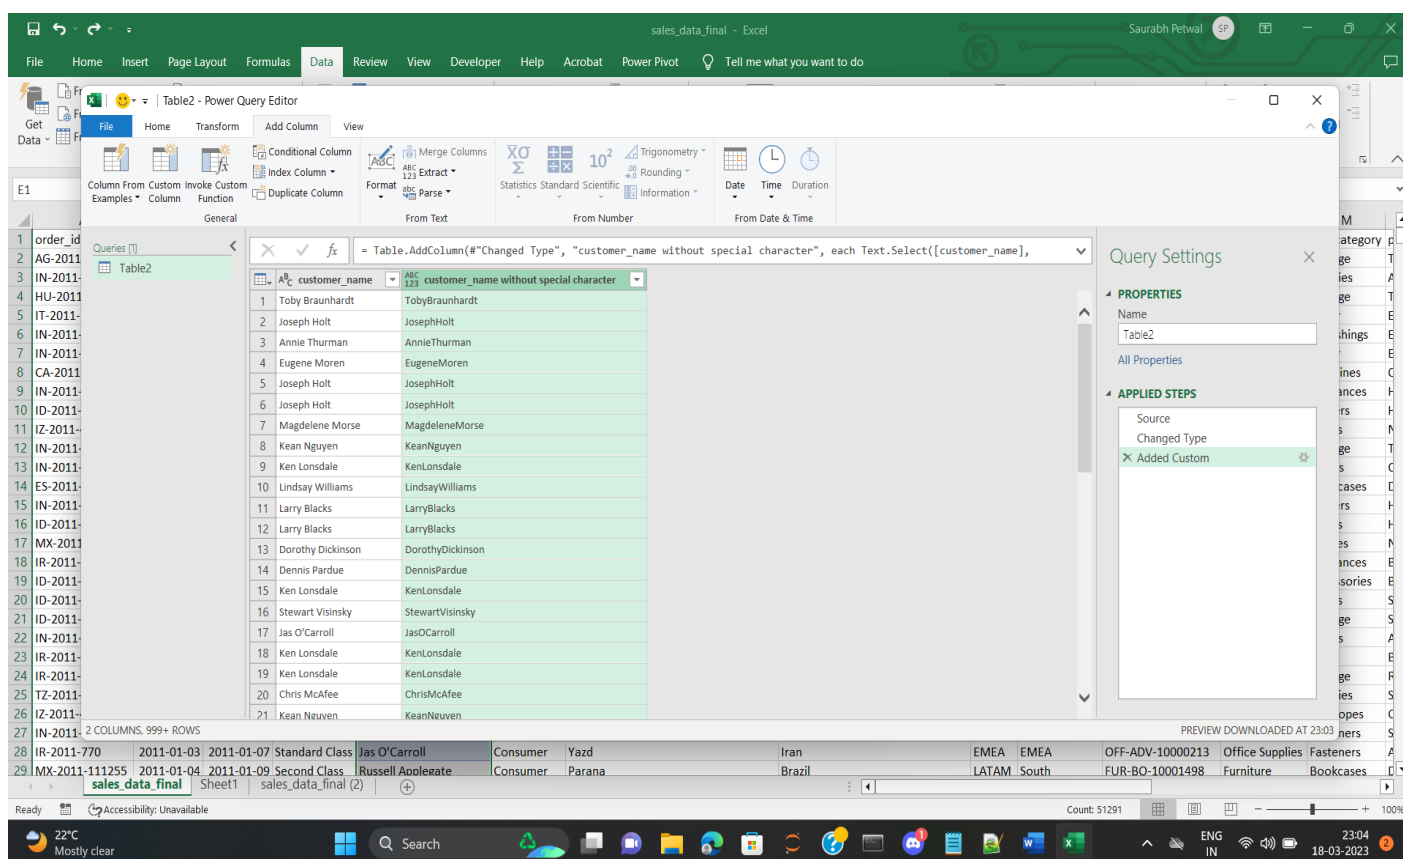 sales_data_final - Excel
Saurabh Petwal SP
File Home Insert Page Layout Formulas Data Review View Developer Help Acrobat Power Pivot Tell me what you want to do
Get
Data
Table2 - Power Query Editor
File Home Transform Add Column View
Column From Examples
Custom Column
Invoke Custom Function
Conditional Column
Index Column
Duplicate Column
General
Format
Merge Columns
Extract
Parse
From Text
Statistics Standard Scientific
Trigonometry
Rounding
Information
From Number
Date Time Duration
From Date & Time
E1
Queries [1]
Table2
fx = Table.AddColumn(#"Changed Type", "customer_name without special character", each Text.Select([customer_name],
customer_name customer_name without special character
1 Toby Braunhardt TobyBraunhardt
2 Joseph Holt JosephHolt
3 Annie Thurman AnnieThurman
4 Eugene Moren EugeneMoren
5 Joseph Holt JosephHolt
6 Joseph Holt JosephHolt
7 Magdelene Morse MagdeleneMorse
8 Kean Nguyen KeanNguyen
9 Ken Lonsdale KenLonsdale
10 Lindsay Williams LindsayWilliams
11 Larry Blacks LarryBlacks
12 Larry Blacks LarryBlacks
13 Dorothy Dickinson DorothyDickinson
14 Dennis Pardue DennisPardue
15 Ken Lonsdale KenLonsdale
16 Stewart Visinsky StewartVisinsky
17 Jas O'Carroll JasOCarroll
18 Ken Lonsdale KenLonsdale
19 Ken Lonsdale KenLonsdale
20 Chris McAfee ChrisMcAfee
21 Kean Nguyen KeanNguyen
2 COLUMNS, 999+ ROWS
PREVIEW DOWNLOADED AT 23:03
Query Settings
PROPERTIES
Name
Table2
All Properties
APPLIED STEPS
Source
Changed Type
Added Custom
M
1 order_id
2 AG-2011
3 IN-2011-
4 HU-2011
5 IT-2011-
6 IN-2011-
7 IN-2011-
8 CA-2011
9 IN-2011-
10 ID-2011-
11 IZ-2011-
12 IN-2011-
13 IN-2011-
14 ES-2011-
15 IN-2011-
16 ID-2011-
17 MX-2011
18 IR-2011-
19 ID-2011-
20 ID-2011-
21 ID-2011-
22 IN-2011-
23 IR-2011-
24 IR-2011-
25 TZ-2011-
26 IZ-2011-
27 IN-2011-
28 IR-2011-770 2011-01-03 2011-01-07 Standard Class Jas O'Carroll Consumer Yazd Iran EMEA EMEA OFF-ADV-10000213 Office Supplies Fasteners
29 MX-2011-111255 2011-01-04 2011-01-09 Second Class Russell Applegate Consumer Parana Brazil LATAM South FUR-BO-10001498 Furniture Bookcases
sales_data_final Sheet1 sales_data_final (2)
Ready Accessibility: Unavailable Count: 51291 100%
22°C
Mostly clear
Search
ENG
IN
23:04
18-03-2023
2